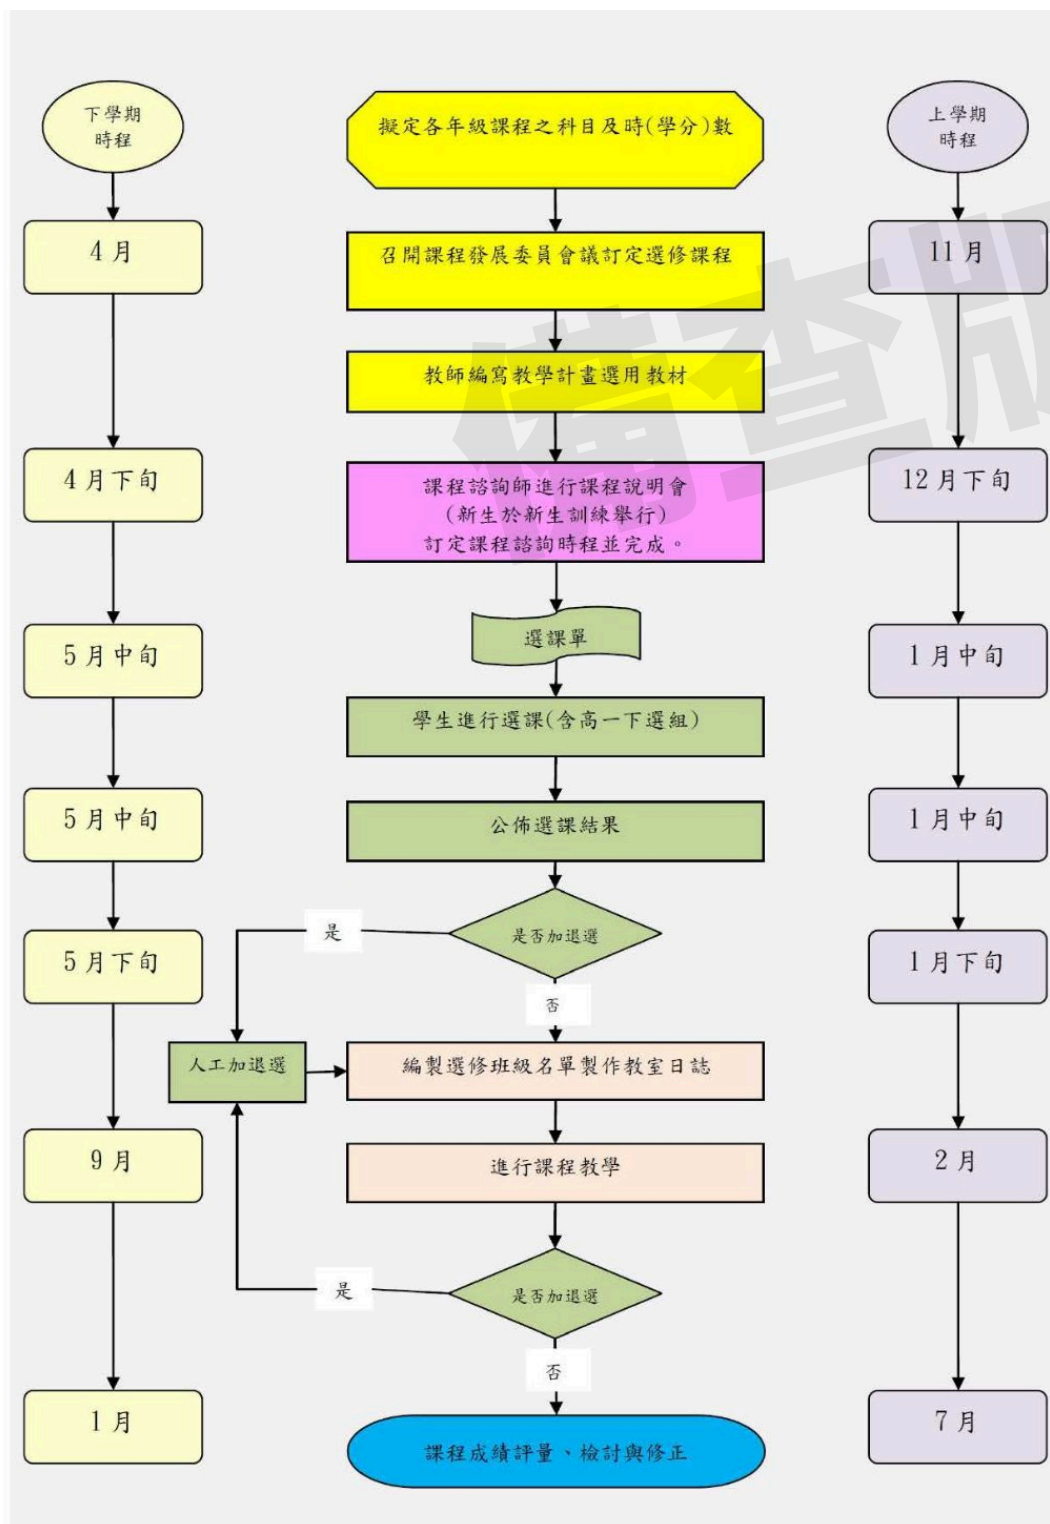 下學期
時程
4月
4月下旬
5月中旬
5月中旬
5月下旬
9月
1月
擬定各年級課程之科目及時(學分)數
召開課程發展委員會議訂定選修課程
教師編寫教學計畫選用教材
課程諮詢師進行課程說明會
(新生於新生訓練舉行)
訂定課程諮詢時程並完成。
選課單
學生進行選課(含高一下選組)
公佈選課結果
是否加退選
是
否
人工加退選
編製選修班級名單製作教室日誌
進行課程教學
是否加退選
是
否
課程成績評量、檢討與修正
上學期
時程
11月
12月下旬
1月中旬
1月中旬
1月下旬
2月
7月
備查版